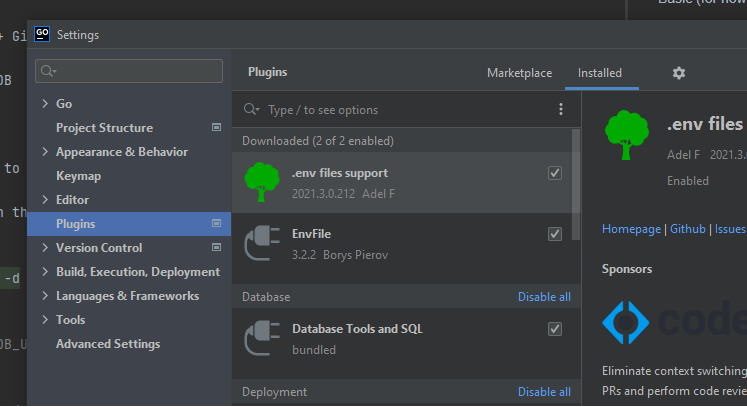 Basic (for now
GO Settings
+ Gi
OB
to
n th
-d
OB_U
Go
Project Structure
Appearance & Behavior
Keymap
Editor
Plugins
Version Control
Build, Execution, Deployment
Languages & Frameworks
Tools
Advanced Settings
Plugins Marketplace Installed
Type / to see options
Downloaded (2 of 2 enabled)
.env files support
2021.3.0.212 Adel F
EnvFile
3.2.2 Borys Pierov
Database Disable all
Database Tools and SQL
bundled
Deployment Disable all
.env files
Adel F 2021.3
Enabled
Homepage | Github | Issues
Sponsors
code
Eliminate context switching
PRs and perform code revie